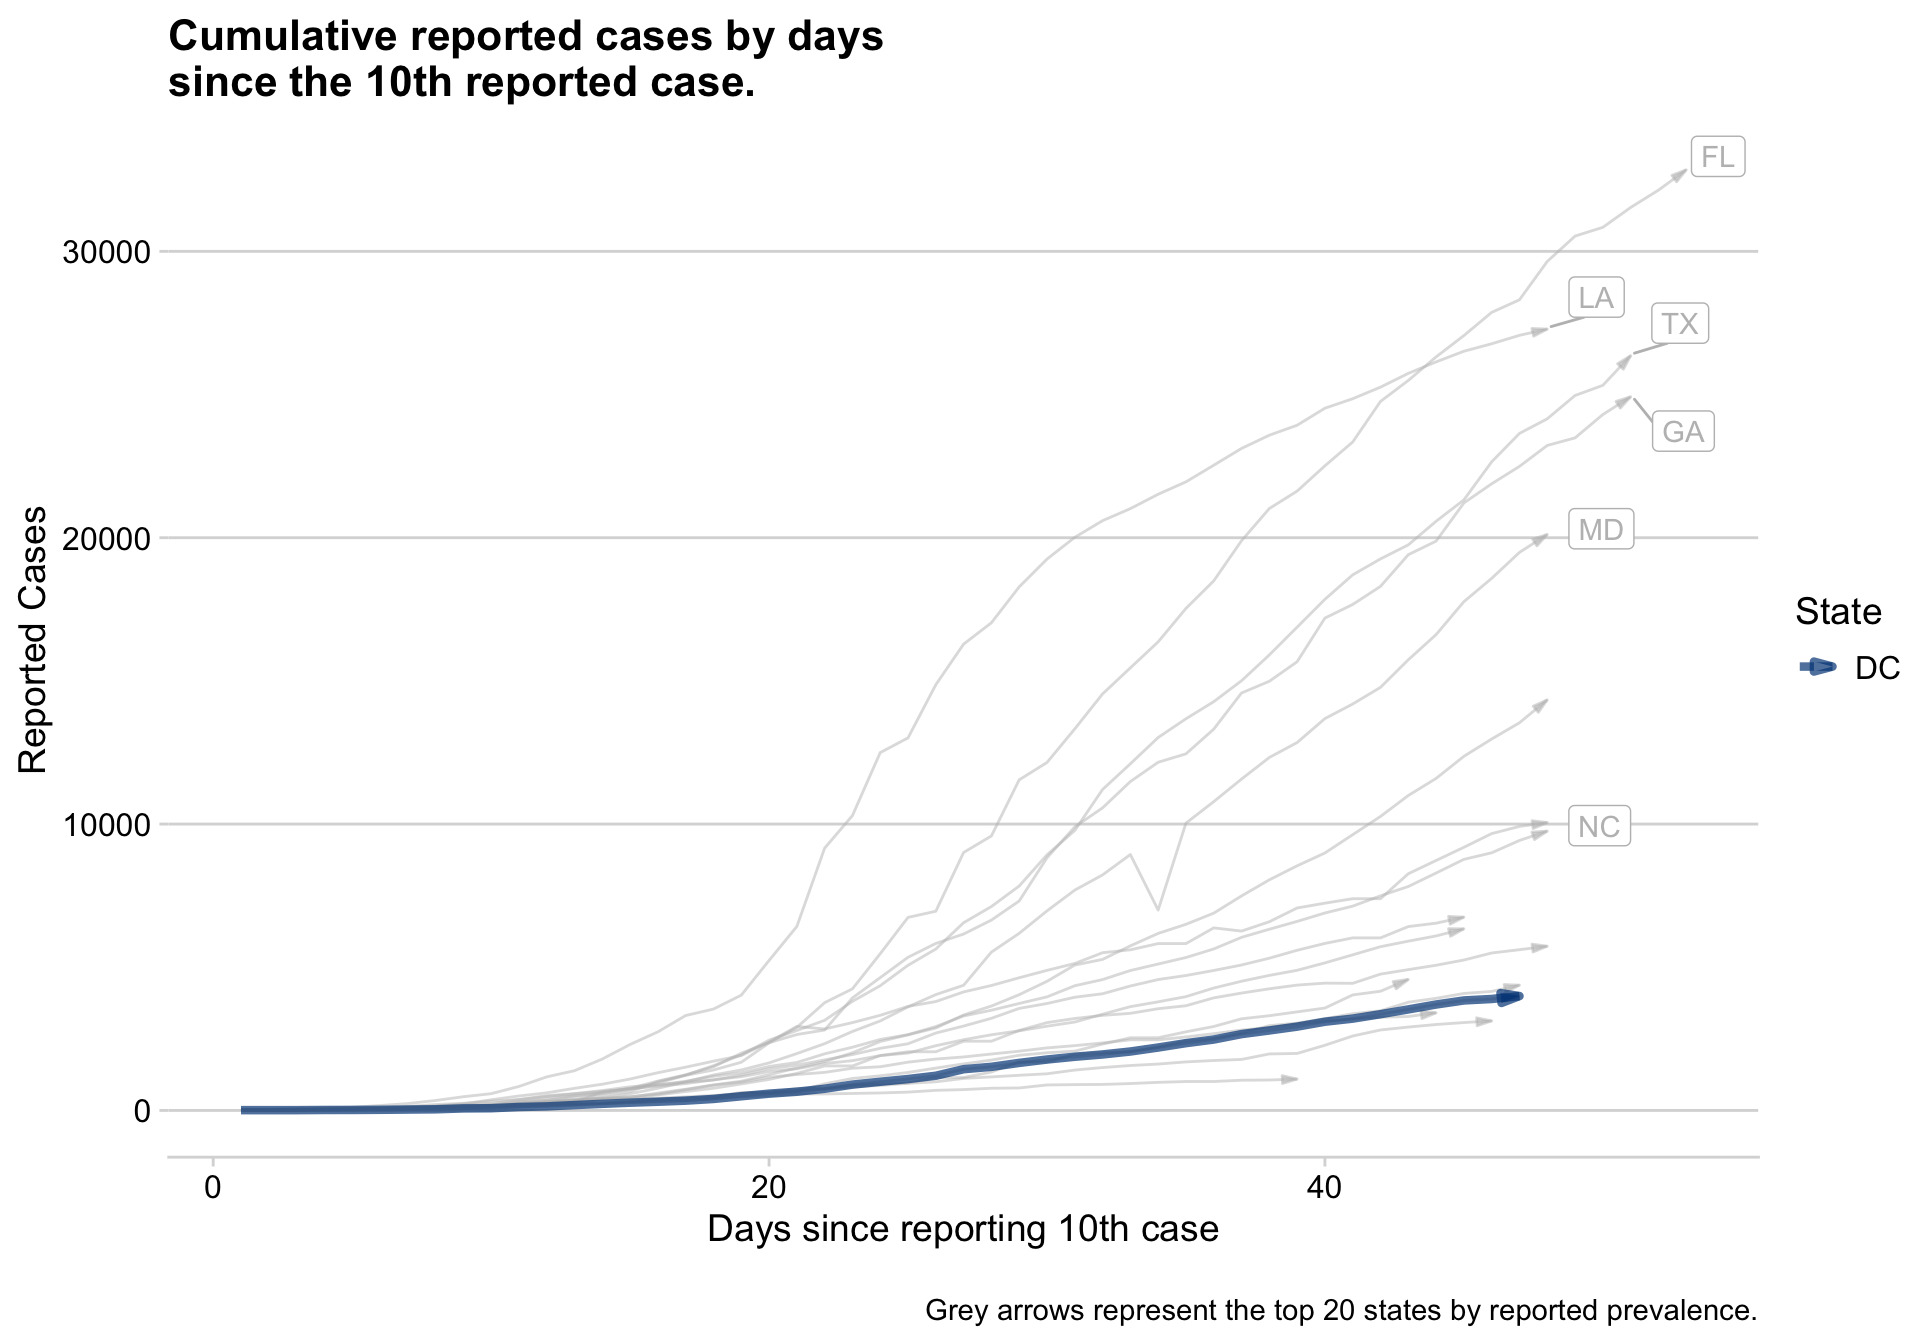 Cumulative reported cases by days
since the 10th reported case.
FL
30000
LA
TX
GA
20000
MD
Reported Cases
State
DC
10000
NC
0
0 20 40
Days since reporting 10th case
Grey arrows represent the top 20 states by reported prevalence.